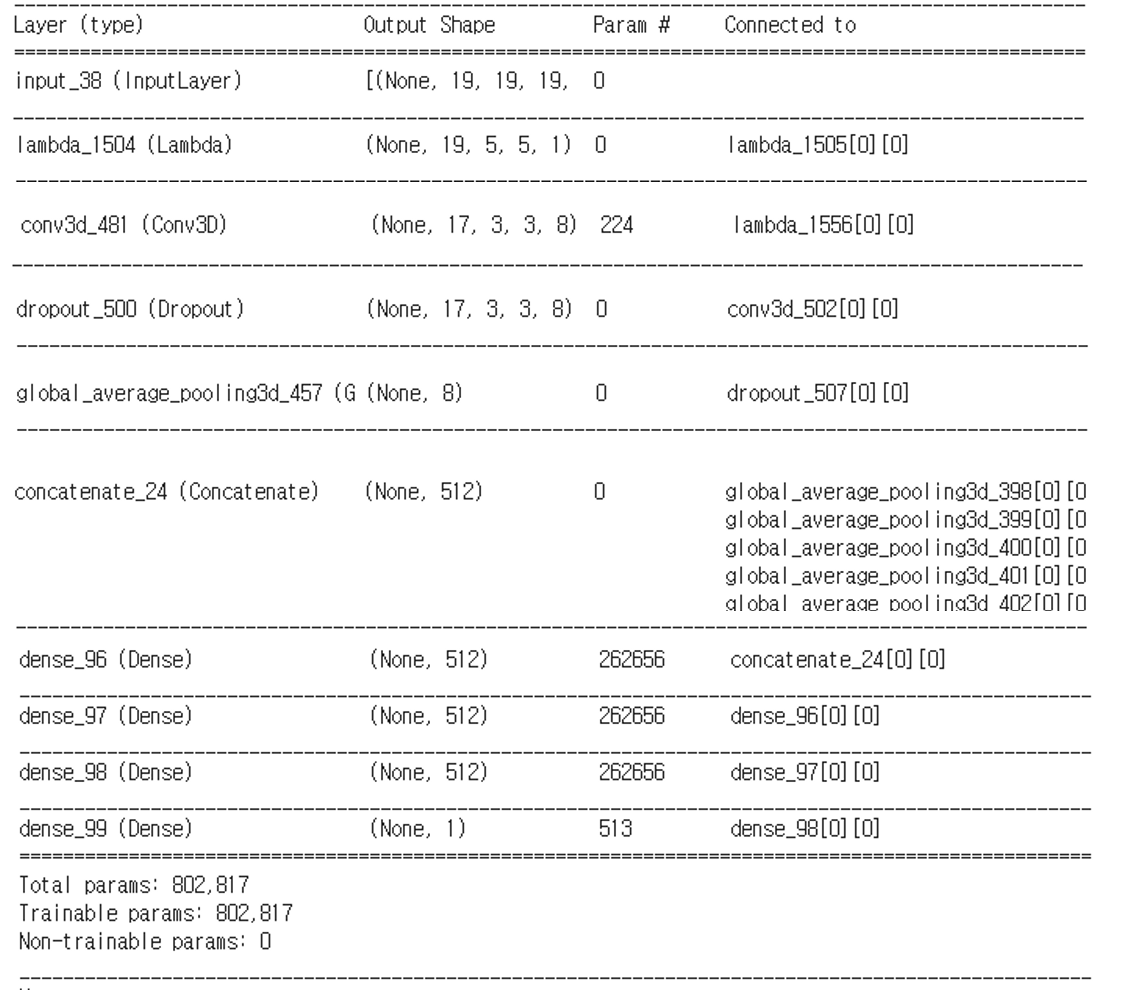 Layer (type) Output Shape Param # Connected to
input_38 (InputLayer) [(None, 19, 19, 19, 0
lambda_1504 (Lambda) (None, 19, 5, 5, 1) 0 lambda_1505[0][0]
conv3d_481 (Conv3D) (None, 17, 3, 3, 8) 224 lambda_1556[0][0]
dropout_500 (Dropout) (None, 17, 3, 3, 8) 0 conv3d_502[0][0]
global_average_pooling3d_457 (G (None, 8) 0 dropout_507[0][0]
concatenate_24 (Concatenate) (None, 512) 0 global_average_pooling3d_398[0][0
global_average_pooling3d_399[0][0
global_average_pooling3d_400[0][0
global_average_pooling3d_401[0][0
global_average_pooling3d_402[0][0
dense_96 (Dense) (None, 512) 262656 concatenate_24[0][0]
dense_97 (Dense) (None, 512) 262656 dense_96[0][0]
dense_98 (Dense) (None, 512) 262656 dense_97[0][0]
dense_99 (Dense) (None, 1) 513 dense_98[0][0]
Total params: 802,817
Trainable params: 802,817
Non-trainable params: 0